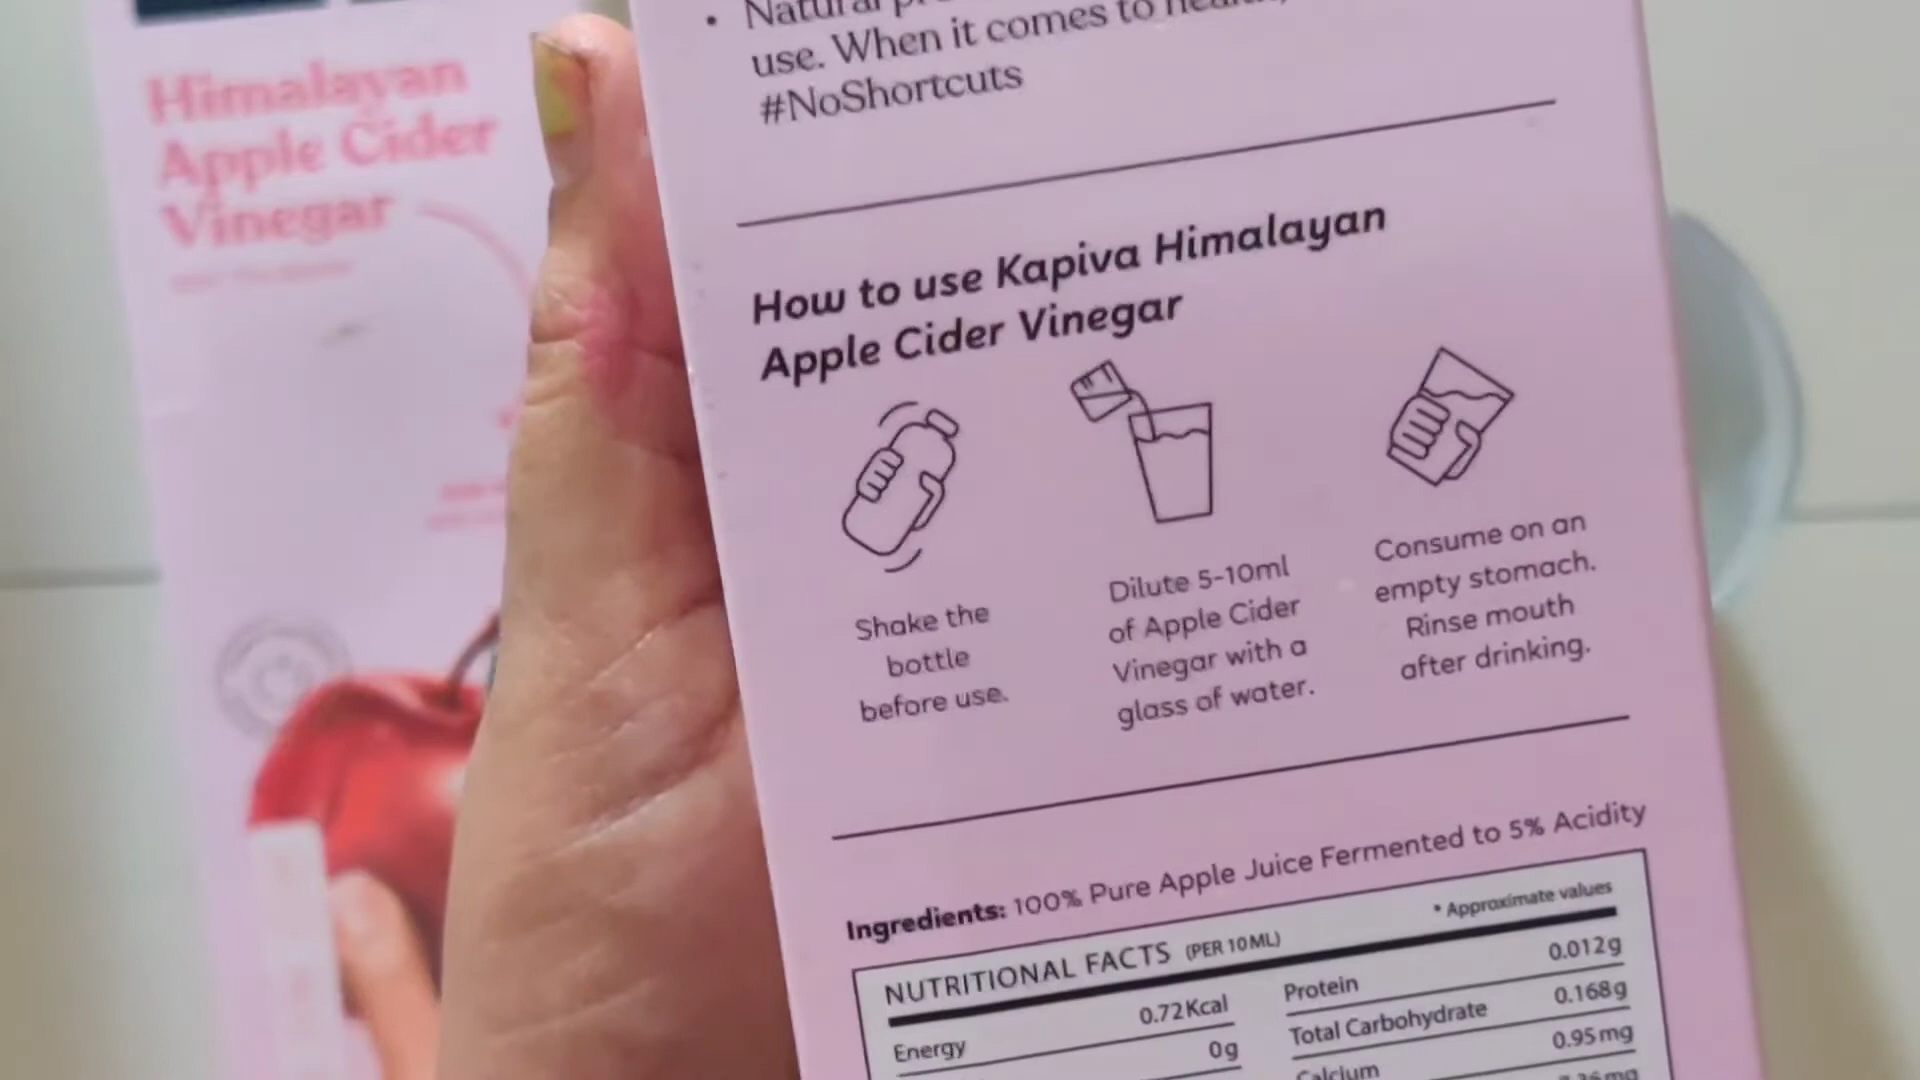 Himalayan
Apple Cider
Vinegar
• Natural
use. When it comes to health,
#NoShortcuts
How to use Kapiva Himalayan
Apple Cider Vinegar
Shake the
bottle
before use.
Dilute 5-10ml
of Apple Cider
Vinegar with a
glass of water.
Consume on an
empty stomach.
Rinse mouth
after drinking.
Ingredients: 100% Pure Apple Juice Fermented to 5% Acidity
* Approximate values
NUTRITIONAL FACTS (PER 10ML)
Energy 0.72Kcal
0g
Protein 0.012g
Total Carbohydrate 0.168g
Calcium 0.95mg